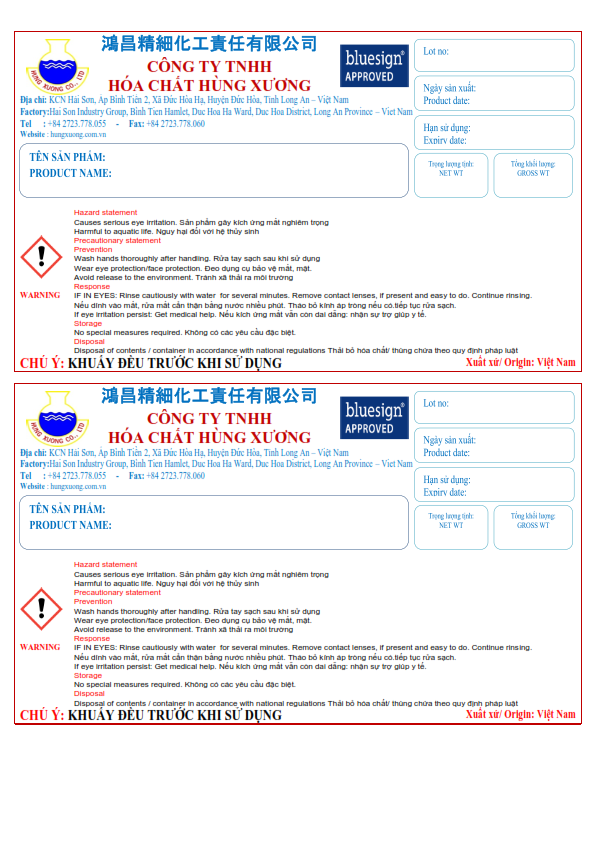 鴻昌精細化工責任有限公司
CÔNG TY TNHH
HÓA CHẤT HÙNG XƯƠNG
HUNG XUONG CO., LTD
bluesign®
APPROVED
Địa chỉ: KCN Hải Sơn, Ấp Bình Tiền 2, Xã Đức Hòa Hạ, Huyện Đức Hòa, Tỉnh Long An – Việt Nam
Factory:Hai Son Industry Group, Binh Tien Hamlet, Duc Hoa Ha Ward, Duc Hoa District, Long An Province – Viet Nam
Tel : +84 2723.778.055 - Fax: +84 2723.778.060
Website : hungxuong.com.vn
Lot no:
Ngày sản xuất:
Product date:
Hạn sử dụng:
Expiry date:
TÊN SẢN PHẨM:
PRODUCT NAME:
Trọng lượng tịnh:
NET WT
Tổng khối lượng:
GROSS WT
Hazard statement
Causes serious eye irritation. Sản phẩm gây kích ứng mắt nghiêm trọng
Harmful to aquatic life. Nguy hại đối với hệ thủy sinh
Precautionary statement
Prevention
Wash hands thoroughly after handling. Rửa tay sạch sau khi sử dụng
Wear eye protection/face protection. Đeo dụng cụ bảo vệ mắt, mặt.
Avoid release to the environment. Tránh xã thải ra môi trường
Response
WARNING
IF IN EYES: Rinse cautiously with water for several minutes. Remove contact lenses, if present and easy to do. Continue rinsing.
Nếu dính vào mắt, rửa mắt cẩn thận bằng nước nhiều phút. Tháo bỏ kính áp tròng nếu có.tiếp tục rửa sạch.
If eye irritation persist: Get medical help. Nếu kích ứng mắt vẫn còn dai dẳng: nhận sự trợ giúp y tế.
Storage
No special measures required. Không có các yêu cầu đặc biệt.
Disposal
Disposal of contents / container in accordance with national regulations Thải bỏ hóa chất/ thùng chứa theo quy định pháp luật
CHÚ Ý: KHUẤY ĐỀU TRƯỚC KHI SỬ DỤNG
Xuất xứ/ Origin: Việt Nam
鴻昌精細化工責任有限公司
CÔNG TY TNHH
HÓA CHẤT HÙNG XƯƠNG
HUNG XUONG CO., LTD
bluesign®
APPROVED
Địa chỉ: KCN Hải Sơn, Ấp Bình Tiền 2, Xã Đức Hòa Hạ, Huyện Đức Hòa, Tỉnh Long An – Việt Nam
Factory:Hai Son Industry Group, Binh Tien Hamlet, Duc Hoa Ha Ward, Duc Hoa District, Long An Province – Viet Nam
Tel : +84 2723.778.055 - Fax: +84 2723.778.060
Website : hungxuong.com.vn
Lot no:
Ngày sản xuất:
Product date:
Hạn sử dụng:
Expiry date:
TÊN SẢN PHẨM:
PRODUCT NAME:
Trọng lượng tịnh:
NET WT
Tổng khối lượng:
GROSS WT
Hazard statement
Causes serious eye irritation. Sản phẩm gây kích ứng mắt nghiêm trọng
Harmful to aquatic life. Nguy hại đối với hệ thủy sinh
Precautionary statement
Prevention
Wash hands thoroughly after handling. Rửa tay sạch sau khi sử dụng
Wear eye protection/face protection. Đeo dụng cụ bảo vệ mắt, mặt.
Avoid release to the environment. Tránh xã thải ra môi trường
Response
WARNING
IF IN EYES: Rinse cautiously with water for several minutes. Remove contact lenses, if present and easy to do. Continue rinsing.
Nếu dính vào mắt, rửa mắt cẩn thận bằng nước nhiều phút. Tháo bỏ kính áp tròng nếu có.tiếp tục rửa sạch.
If eye irritation persist: Get medical help. Nếu kích ứng mắt vẫn còn dai dẳng: nhận sự trợ giúp y tế.
Storage
No special measures required. Không có các yêu cầu đặc biệt.
Disposal
Disposal of contents / container in accordance with national regulations Thải bỏ hóa chất/ thùng chứa theo quy định pháp luật
CHÚ Ý: KHUẤY ĐỀU TRƯỚC KHI SỬ DỤNG
Xuất xứ/ Origin: Việt Nam